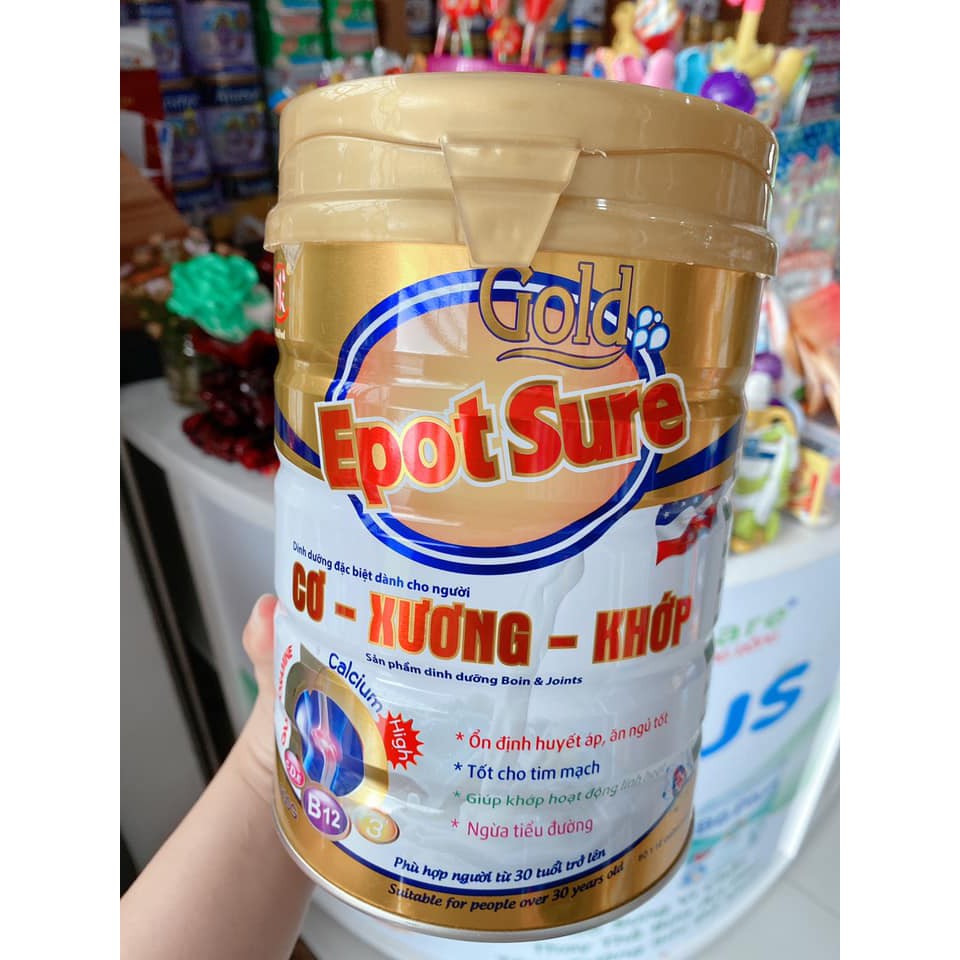 Gold
Epot Sure
Dinh dưỡng đặc biệt dành cho người
CƠ - XƯƠNG - KHỚP
Sản phẩm dinh dưỡng Boin & Joints
Calcium
High
B12
3
* Ổn định huyết áp, ăn ngủ tốt
* Tốt cho tim mạch
* Giúp khớp hoạt động linh hoạt
* Ngừa tiểu đường
Phù hợp người từ 30 tuổi trở lên
Suitable for people over 30 years old